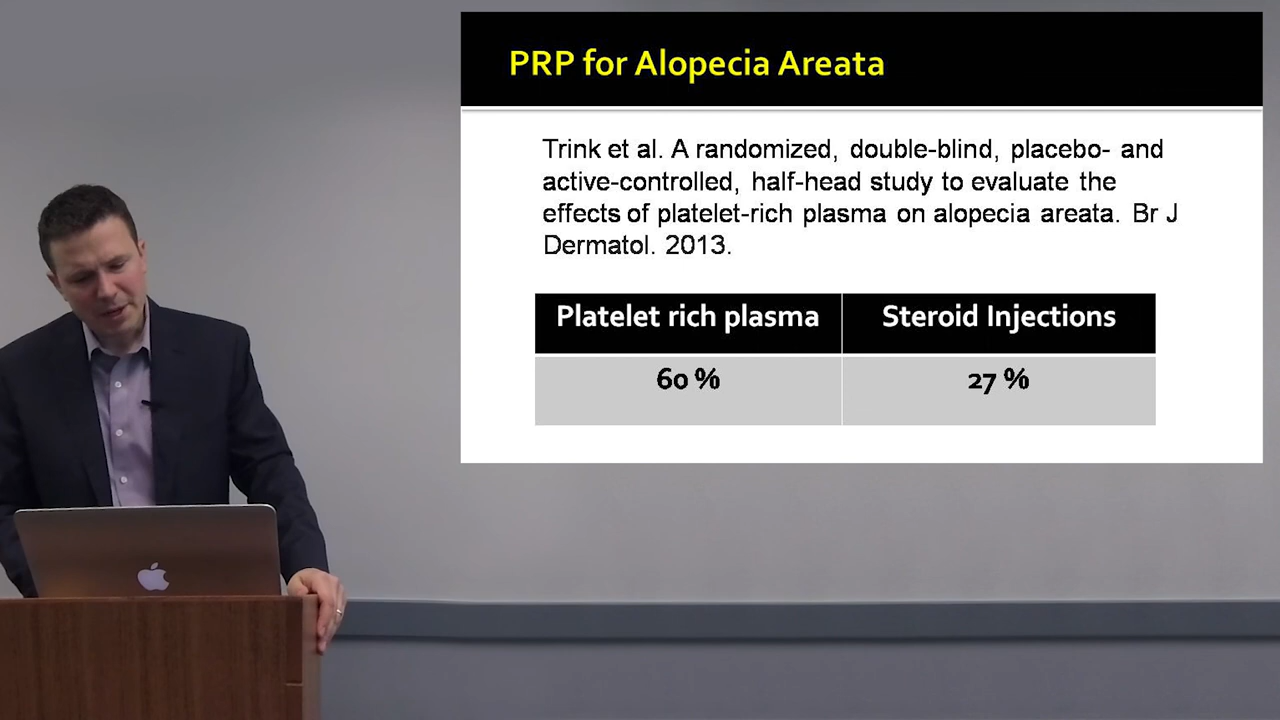 PRP for Alopecia Areata
Trink et al. A randomized, double-blind, placebo- and
active-controlled, half-head study to evaluate the
effects of platelet-rich plasma on alopecia areata. Br J
Dermatol. 2013.
Platelet rich plasma Steroid Injections
60 % 27 %